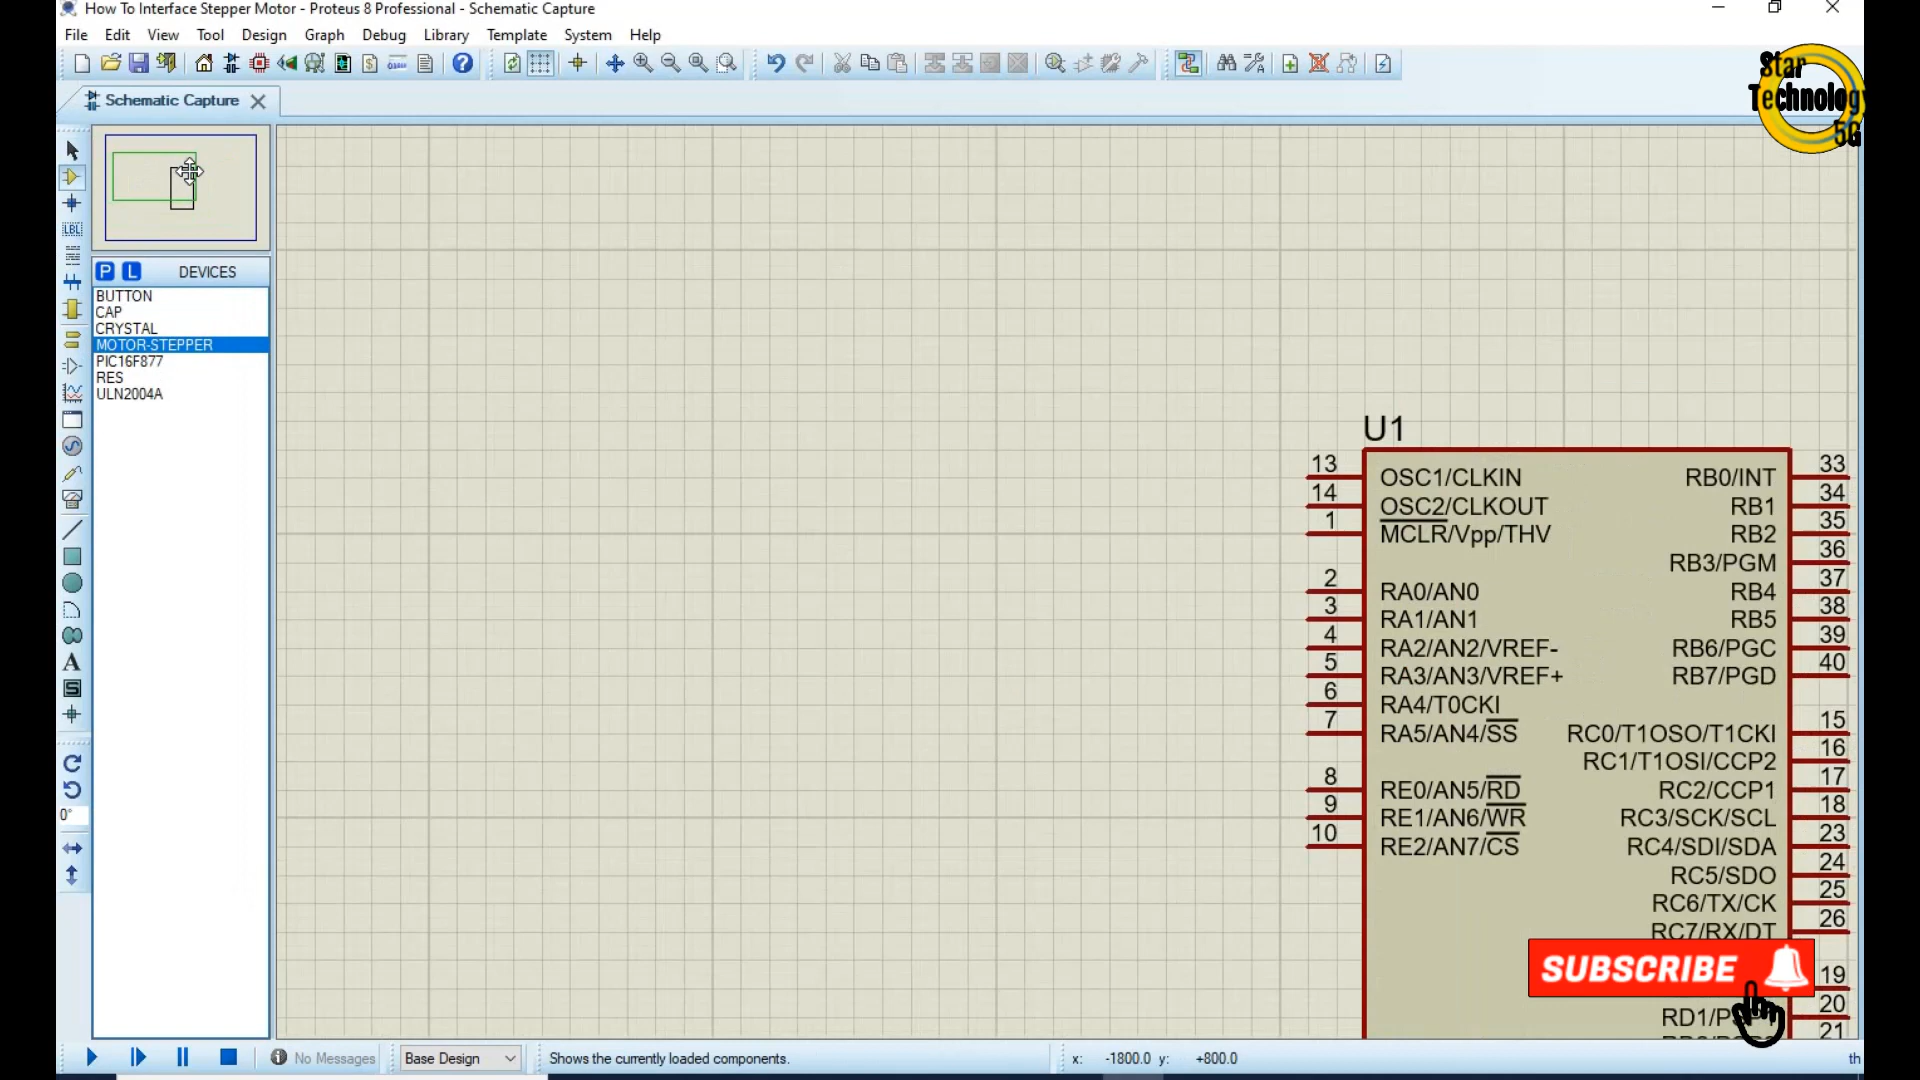 How To Interface Stepper Motor - Proteus 8 Professional - Schematic Capture
File Edit View Tool Design Graph Debug Library Template System Help
Star
Technology
5G
Schematic Capture
P L DEVICES
BUTTON
CAP
CRYSTAL
MOTOR-STEPPER
PIC16F877
RES
ULN2004A
LBL
A
S
0°
U1
13 OSC1/CLKIN RB0/INT 33
14 OSC2/CLKOUT RB1 34
1 MCLR/Vpp/THV RB2 35
RB3/PGM 36
2 RA0/AN0 RB4 37
3 RA1/AN1 RB5 38
4 RA2/AN2/VREF- RB6/PGC 39
5 RA3/AN3/VREF+ RB7/PGD 40
6 RA4/T0CKI
7 RA5/AN4/SS RC0/T1OSO/T1CKI 15
RC1/T1OSI/CCP2 16
8 RE0/AN5/RD RC2/CCP1 17
9 RE1/AN6/WR RC3/SCK/SCL 18
10 RE2/AN7/CS RC4/SDI/SDA 23
RC5/SDO 24
RC6/TX/CK 25
RC7/RX/DT 26
SUBSCRIBE
19
RD1/P 20
21
No Messages
Base Design
Shows the currently loaded components.
x: -1800.0 y: +800.0
th